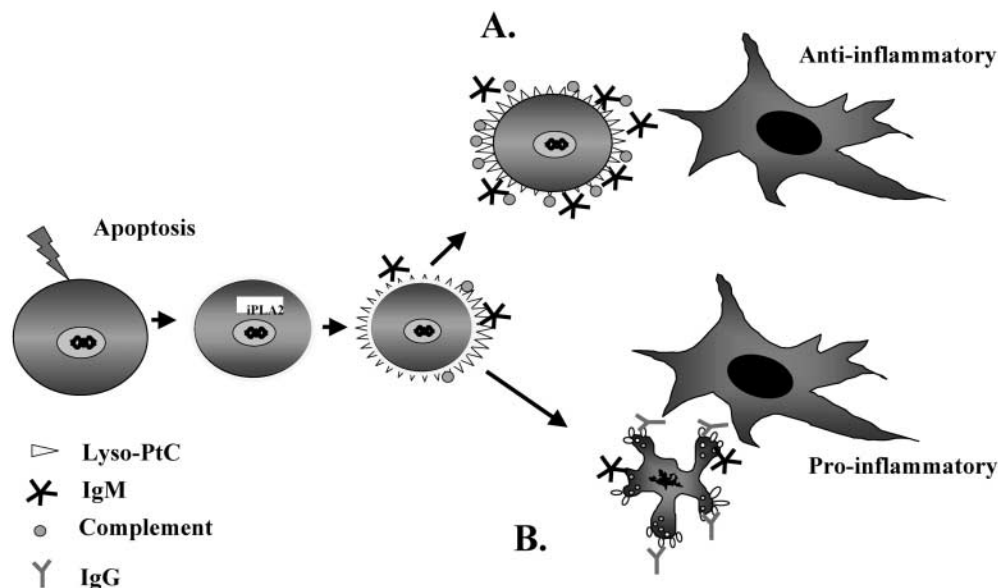 A.
Anti-inflammatory
Apoptosis
iPLA2
Pro-inflammatory
B.
Lyso-PtC
IgM
Complement
IgG